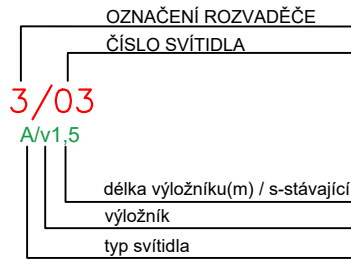 OZNAČENÍ ROZVADĚČE
ČÍSLO SVÍTIDLA
3/03
A/v1,5
délka výložníku(m) / s-stávající
výložník
typ svítidla